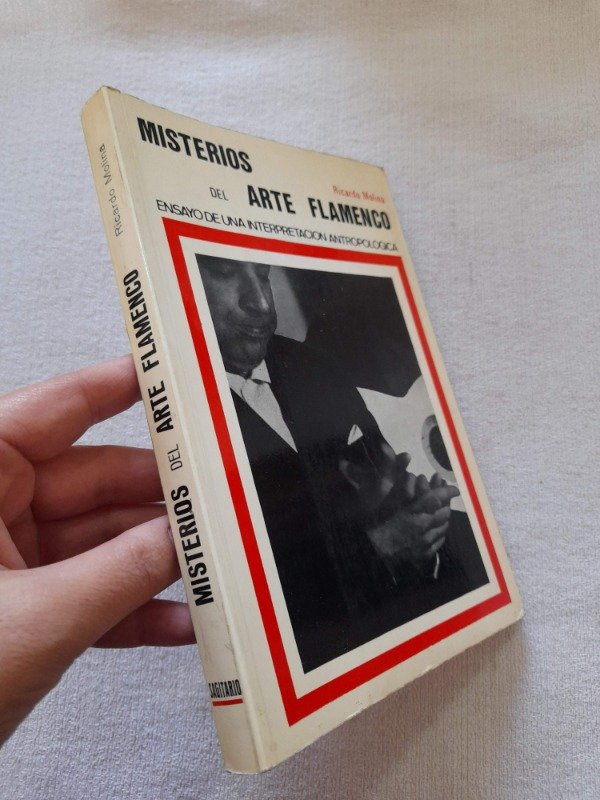 MISTERIOS
DEL ARTE FLAMENCO
Ricardo Molina
ENSAYO DE UNA INTERPRETACION ANTROPOLOGICA
MISTERIOS DEL ARTE FLAMENCO Ricardo Molina
SAGITARIO